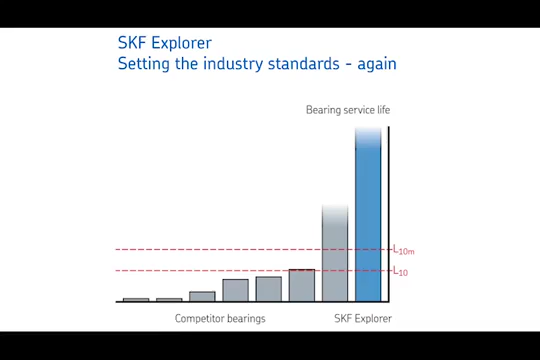 SKF Explorer
Setting the industry standards - again
Bearing service life
L10m
L10
Competitor bearings
SKF Explorer